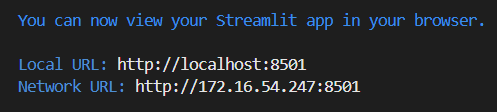 You can now view your Streamlit app in your browser.
Local URL: http://localhost:8501
Network URL: http://172.16.54.247:8501